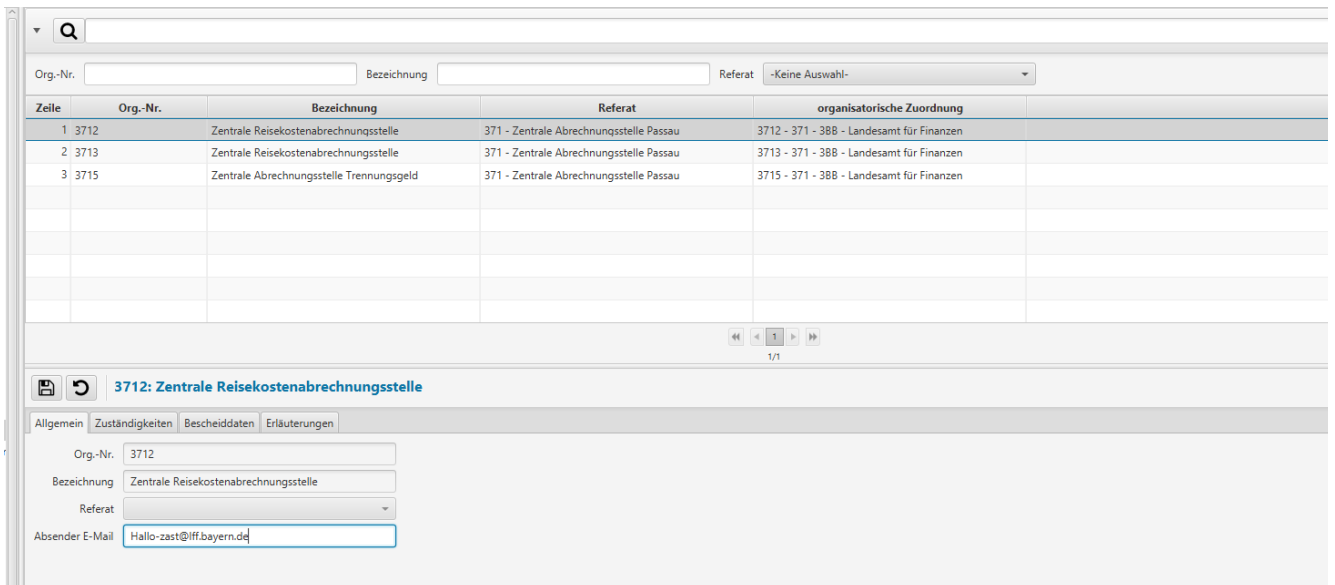 Org.-Nr. Bezeichnung Referat -Keine Auswahl-
Zeile Org.-Nr. Bezeichnung Referat organisatorische Zuordnung
1 3712 Zentrale Reisekostenabrechnungsstelle 371 - Zentrale Abrechnungsstelle Passau 3712 - 371 - 3BB - Landesamt für Finanzen
2 3713 Zentrale Reisekostenabrechnungsstelle 371 - Zentrale Abrechnungsstelle Passau 3713 - 371 - 3BB - Landesamt für Finanzen
3 3715 Zentrale Abrechnungsstelle Trennungsgeld 371 - Zentrale Abrechnungsstelle Passau 3715 - 371 - 3BB - Landesamt für Finanzen
1
1/1
3712: Zentrale Reisekostenabrechnungsstelle
Allgemein Zuständigkeiten Bescheiddaten Erläuterungen
Org.-Nr. 3712
Bezeichnung Zentrale Reisekostenabrechnungsstelle
Referat
Absender E-Mail Hallo-zast@lff.bayern.de